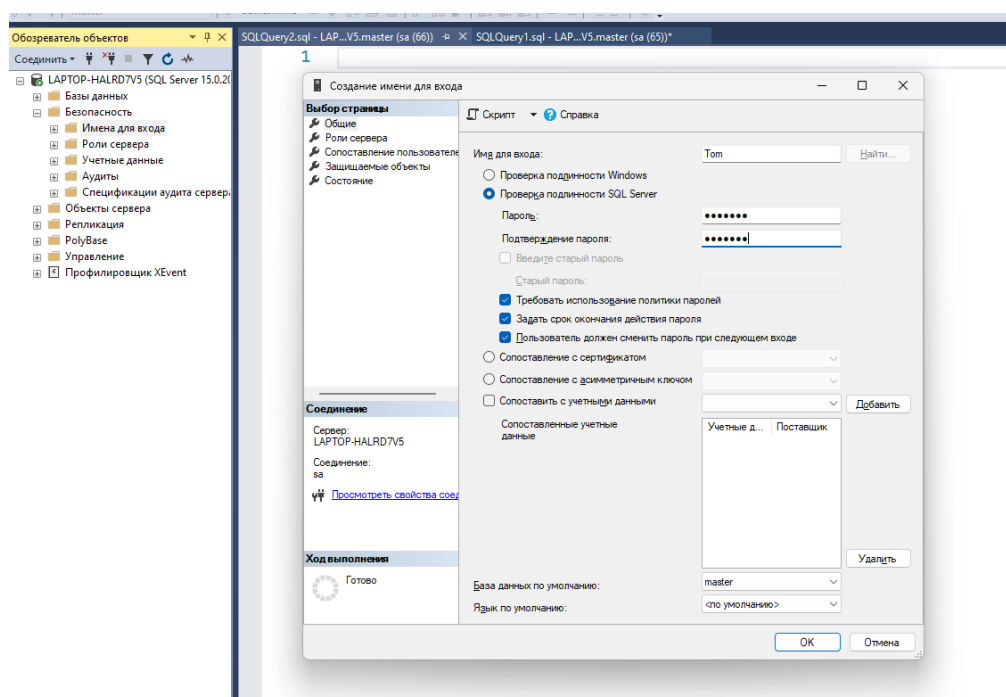 Обозреватель объектов
SQLQuery2.sql - LAP...V5.master (sa (66))
SQLQuery1.sql - LAP...V5.master (sa (65))*
Соединить
1
LAPTOP-HALRD7V5 (SQL Server 15.0.20
Базы данных
Безопасность
Имена для входа
Роли сервера
Учетные данные
Аудиты
Спецификации аудита сервера
Объекты сервера
Репликация
PolyBase
Управление
Профилировщик XEvent
Создание имени для входа
Выбор страницы
Общие
Роли сервера
Сопоставление пользователе
Защищаемые объекты
Состояние
Скрипт
Справка
Имя для входа:
Tom
Найти...
Проверка подлинности Windows
Проверка подлинности SQL Server
Пароль:
●●●●●●●
Подтверждение пароля:
●●●●●●●
Введите старый пароль
Старый пароль:
Требовать использование политики паролей
Задать срок окончания действия пароля
Пользователь должен сменить пароль при следующем входе
Сопоставление с сертификатом
Сопоставление с асимметричным ключом
Сопоставить с учетными данными
Добавить
Сопоставленные учетные
данные
Учетные д...
Поставщик
Удалить
База данных по умолчанию:
master
Язык по умолчанию:
<по умолчанию>
Соединение
Сервер:
LAPTOP-HALRD7V5
Соединение:
sa
Просмотреть свойства соед
Ход выполнения
Готово
OK
Отмена